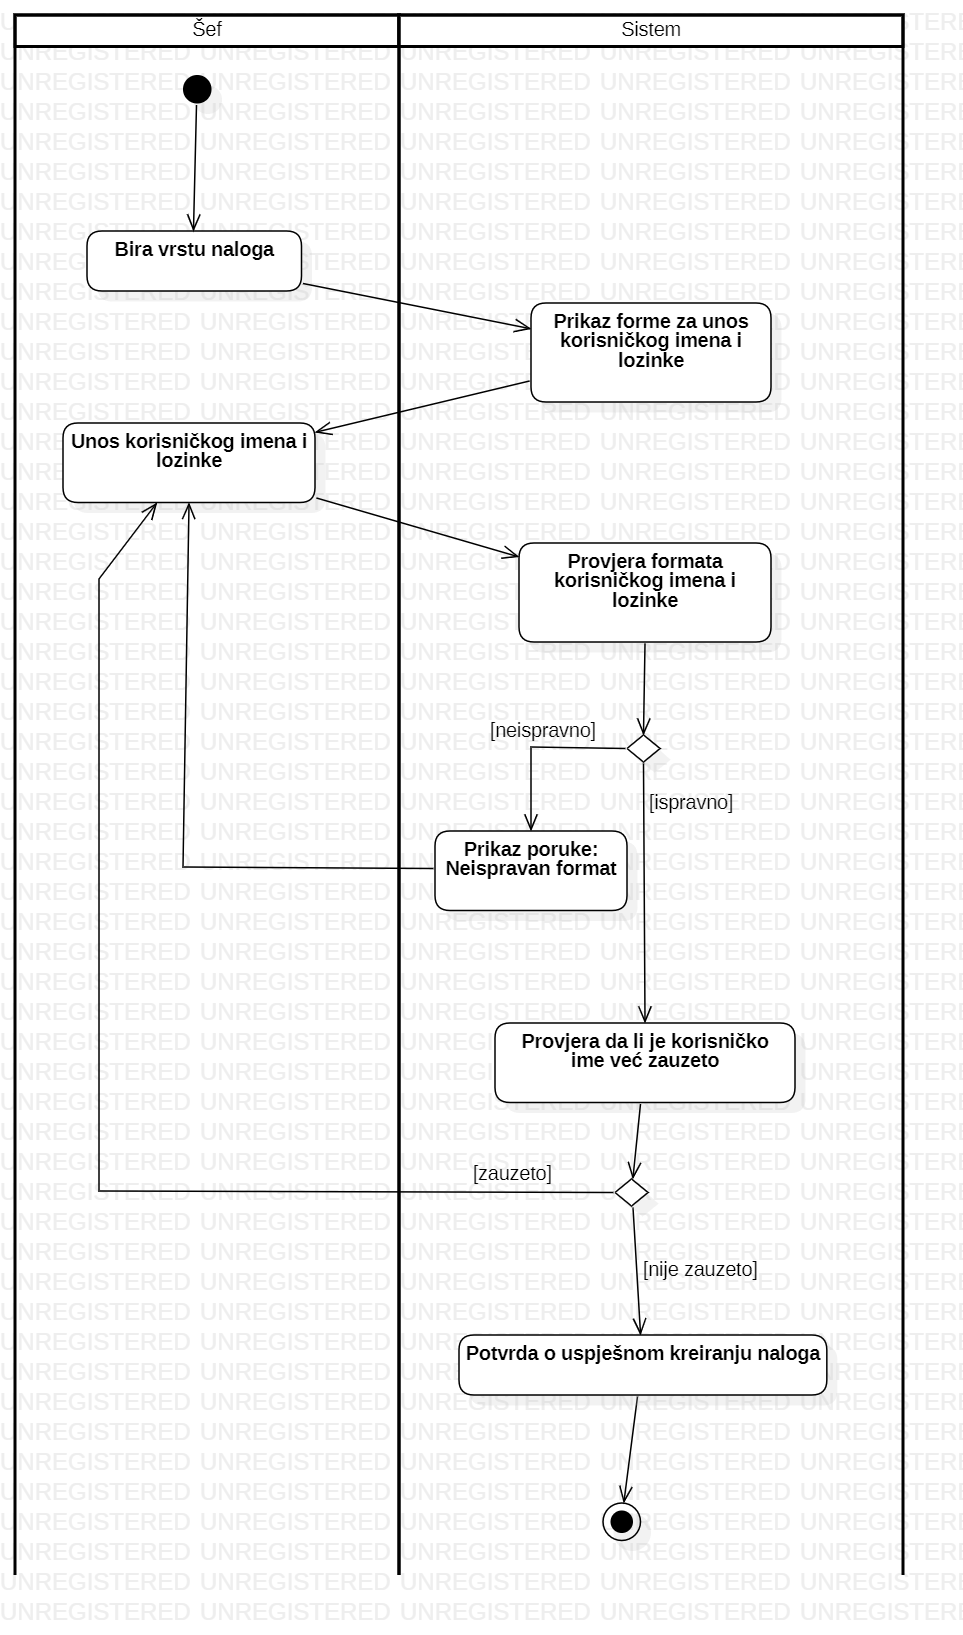 Šef
Sistem
Bira vrstu naloga
Prikaz forme za unos
korisničkog imena i
lozinke
Unos korisničkog imena i
lozinke
Provjera formata
korisničkog imena i
lozinke
[neispravno]
[ispravno]
Prikaz poruke:
Neispravan format
Provjera da li je korisničko
ime već zauzeto
[zauzeto]
[nije zauzeto]
Potvrda o uspješnom kreiranju naloga
UNREGISTERED